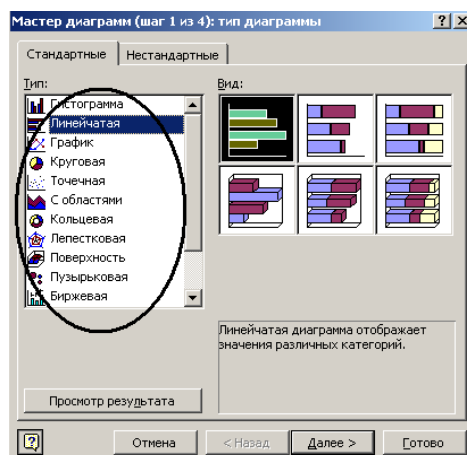 Мастер диаграмм (шаг 1 из 4): тип диаграммы
Стандартные
Нестандартные
Тип:
Гистограмма
Линейчатая
График
Круговая
Точечная
С областями
Кольцевая
Лепестковая
Поверхность
Пузырьковая
Биржевая
Вид:
Линейчатая диаграмма отображает
значения различных категорий.
Просмотр результата
Отмена
< Назад
Далее >
Готово